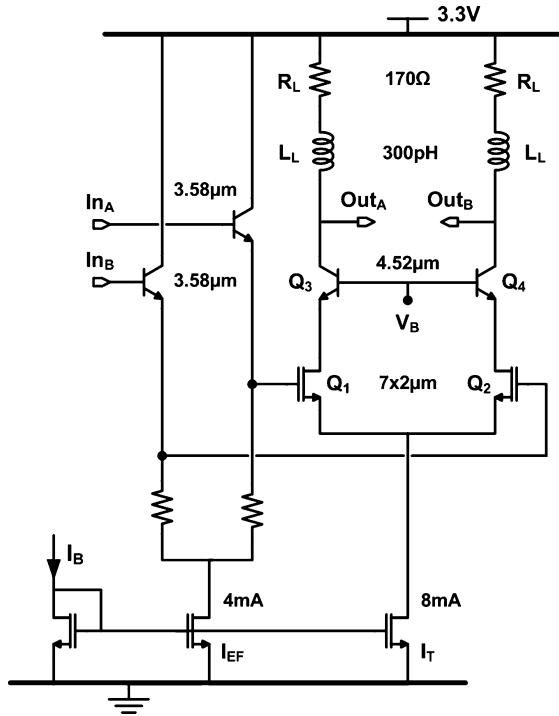 3.3V
R_L 170Ω R_L
L_L 300pH L_L
3.58µm
In_A Out_A Out_B
In_B 3.58µm 4.52µm
Q_3 Q_4
V_B
Q_1 7x2µm Q_2
I_B
4mA 8mA
I_EF I_T